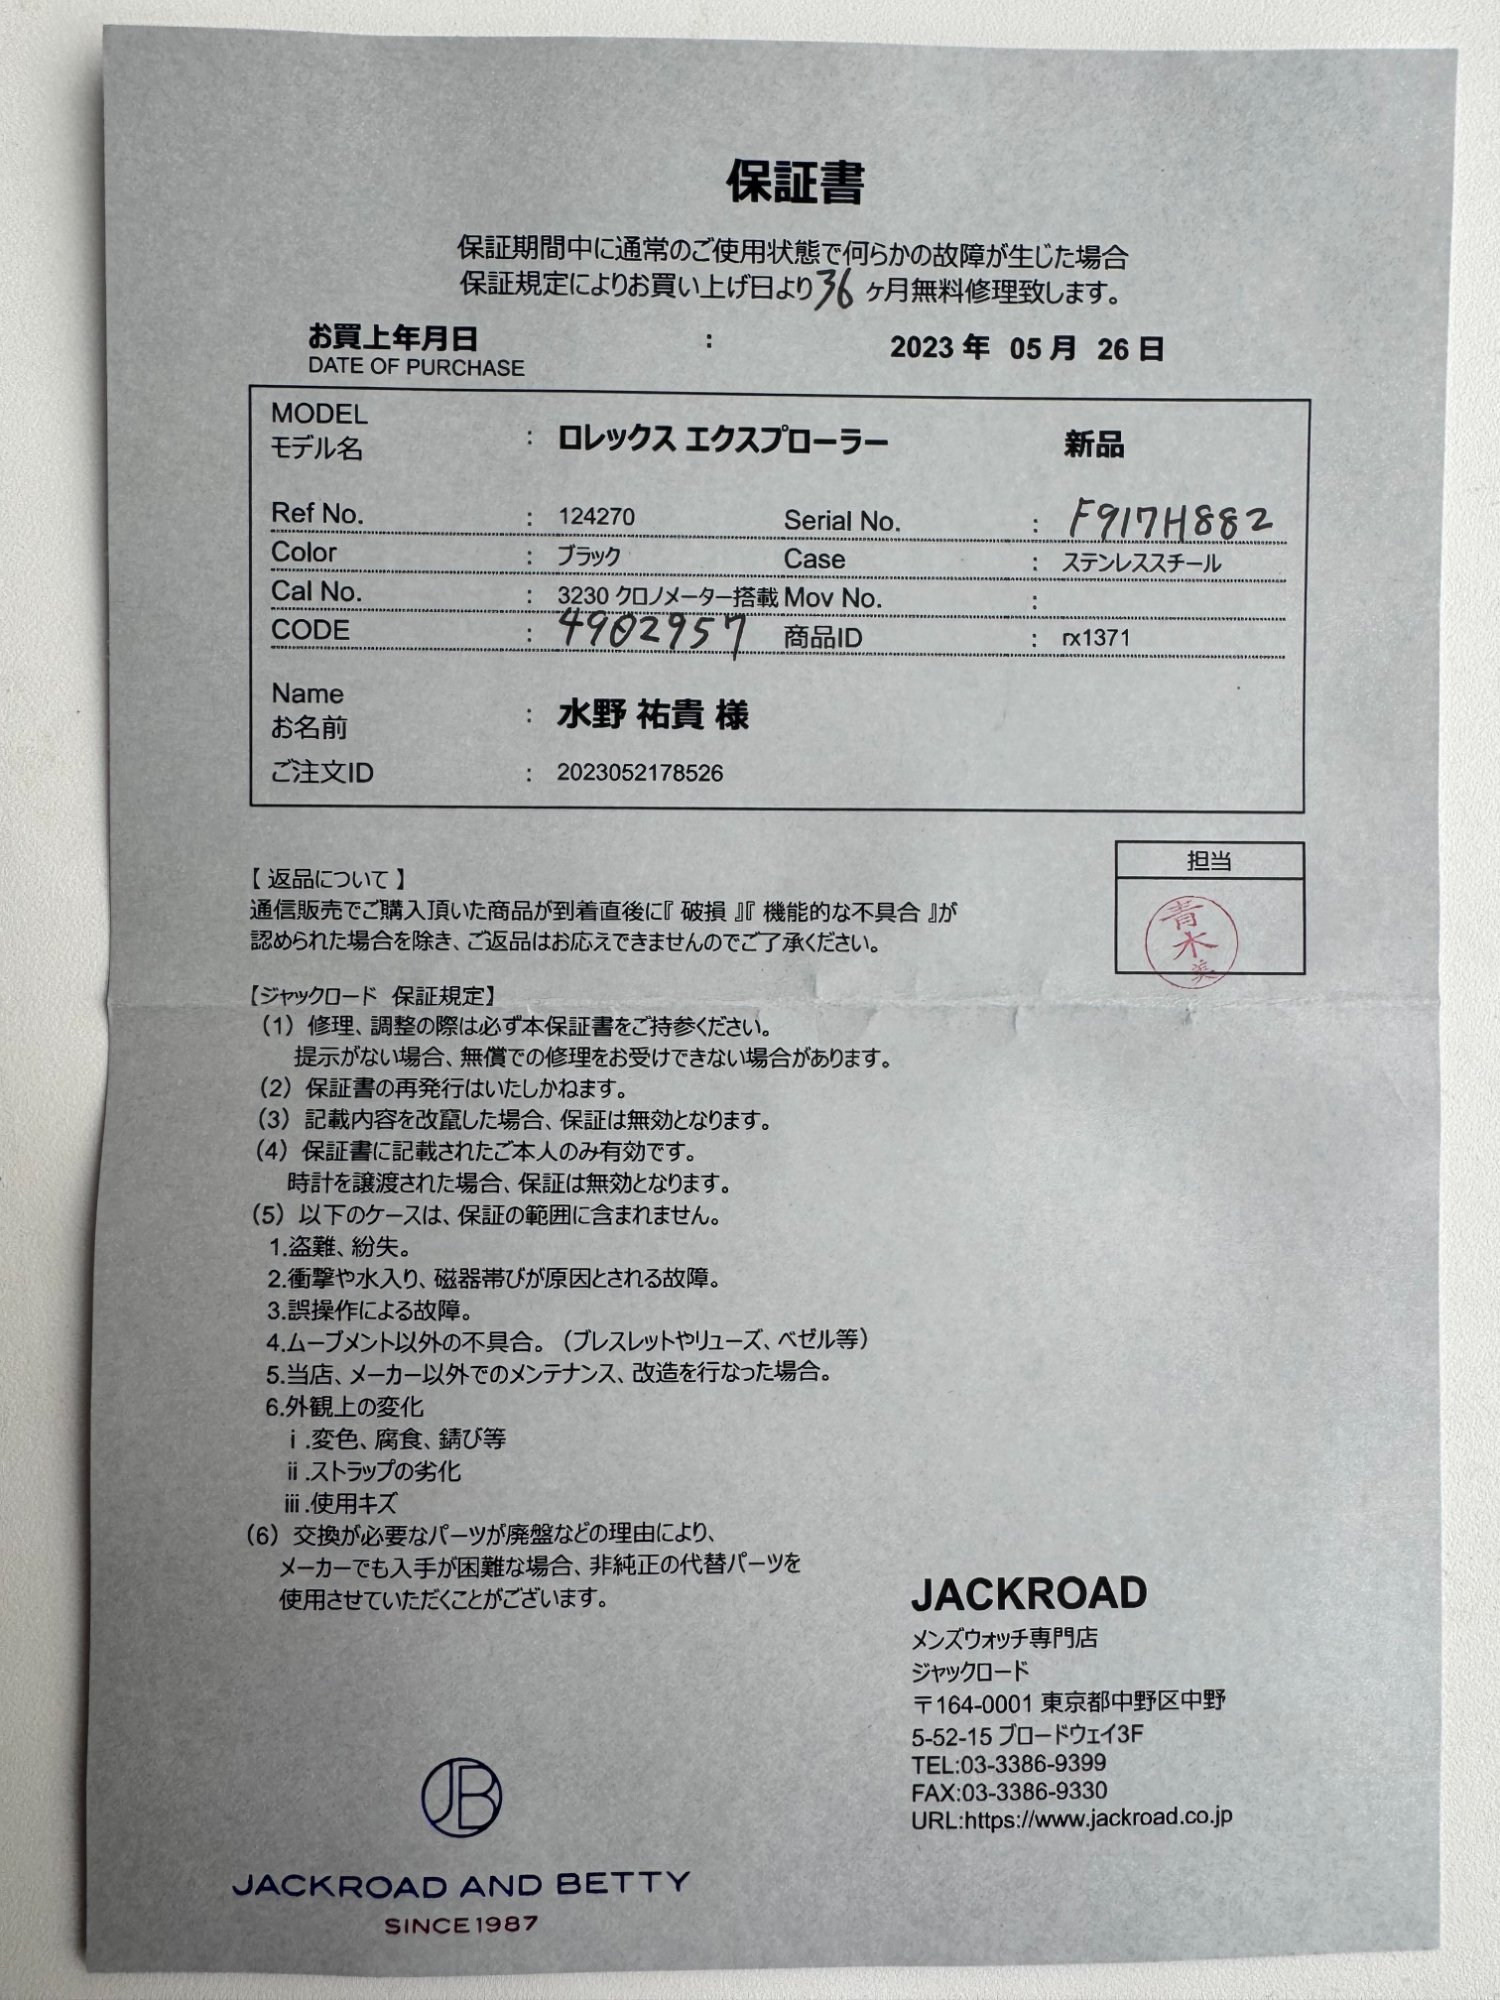 保証書
保証期間中に通常のご使用状態で何らかの故障が生じた場合
保証規定によりお買い上げ日より36ヶ月無料修理致します。
お買上年月日 : 2023 年 05 月 26 日
DATE OF PURCHASE
MODEL
モデル名 : ロレックス エクスプローラー 新品
Ref No. : 124270 Serial No. : F917H882
Color : ブラック Case : ステンレススチール
Cal No. : 3230 クロノメーター搭載 Mov No. :
CODE : 4902957 商品ID : rx1371
Name
お名前 : 水野 祐貴 様
ご注文ID : 2023052178526
担当
青木
美
【 返品について 】
通信販売でご購入頂いた商品が到着直後に『 破損 』『 機能的な不具合 』が
認められた場合を除き、ご返品はお応えできませんのでご了承ください。
【ジャックロード 保証規定】
（1）修理、調整の際は必ず本保証書をご持参ください。
提示がない場合、無償での修理をお受けできない場合があります。
（2）保証書の再発行はいたしかねます。
（3）記載内容を改竄した場合、保証は無効となります。
（4）保証書に記載されたご本人のみ有効です。
時計を譲渡された場合、保証は無効となります。
（5）以下のケースは、保証の範囲に含まれません。
1.盗難、紛失。
2.衝撃や水入り、磁器帯びが原因とされる故障。
3.誤操作による故障。
4.ムーブメント以外の不具合。（ブレスレットやリューズ、ベゼル等）
5.当店、メーカー以外でのメンテナンス、改造を行なった場合。
6.外観上の変化
ⅰ.変色、腐食、錆び等
ⅱ.ストラップの劣化
ⅲ.使用キズ
（6）交換が必要なパーツが廃盤などの理由により、
メーカーでも入手が困難な場合、非純正の代替パーツを
使用させていただくことがございます。
JACKROAD
メンズウォッチ専門店
ジャックロード
〒164-0001 東京都中野区中野
5-52-15 ブロードウェイ3F
TEL:03-3386-9399
FAX:03-3386-9330
URL:https://www.jackroad.co.jp
JB
JACKROAD AND BETTY
SINCE1987